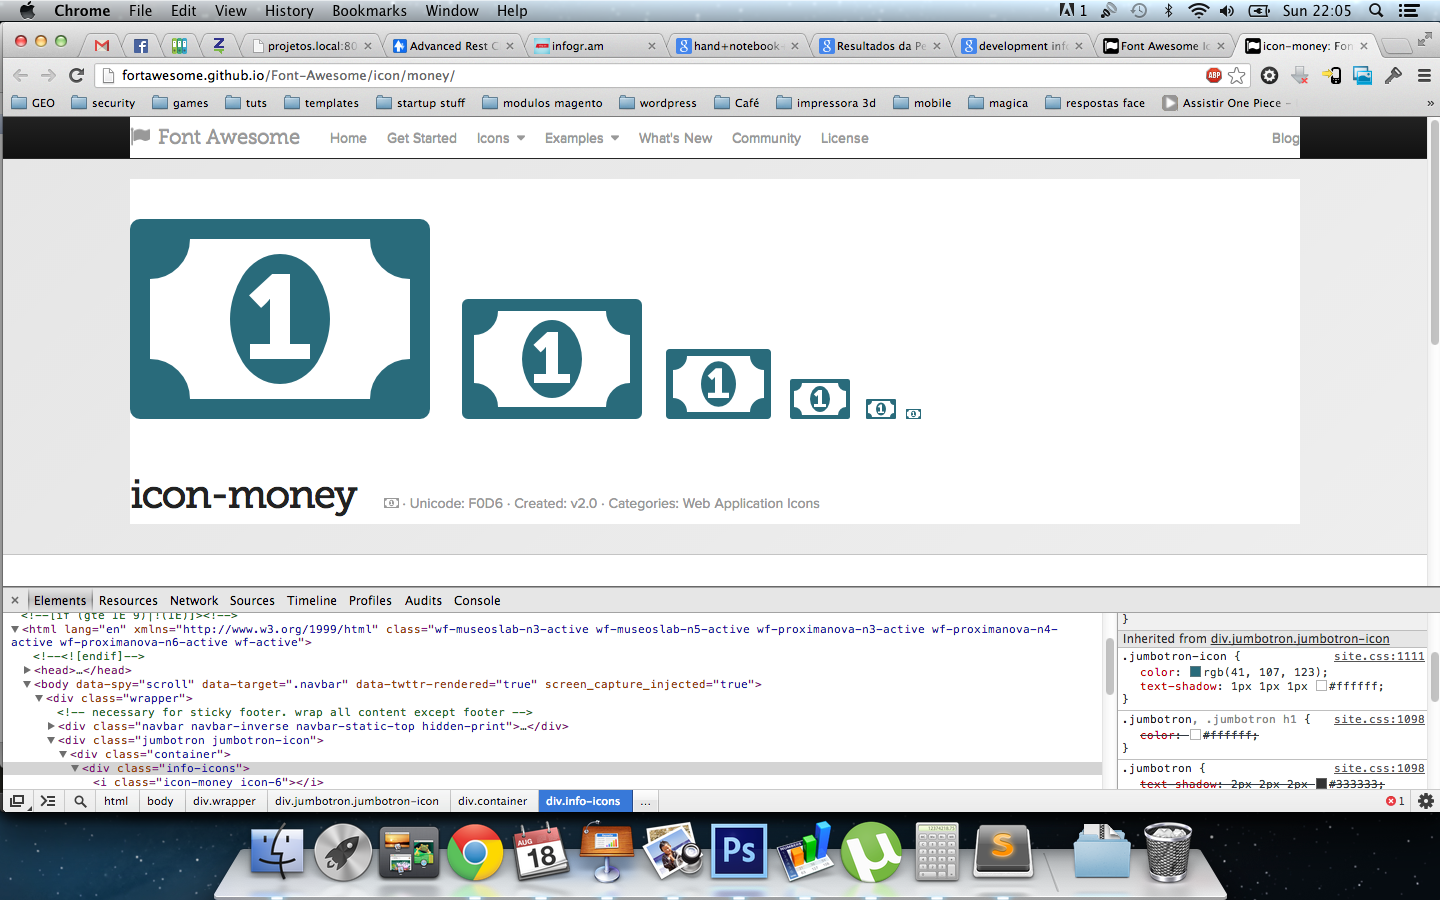 Chrome File Edit View History Bookmarks Window Help 1 Sun 22:05
projetos.local:80 Advanced Rest C infogr.am hand+notebook- Resultados da Pe development inf Font Awesome Ic icon-money: Fon
fortawesome.github.io/Font-Awesome/icon/money/ ABP
GEO security games tuts templates startup stuff modulos magento wordpress Café impressora 3d mobile magica respostas face Assistir One Piece – »
Font Awesome Home Get Started Icons Examples What's New Community License Blog
1 1 1 1 1 1
icon-money · Unicode: F0D6 · Created: v2.0 · Categories: Web Application Icons
× Elements Resources Network Sources Timeline Profiles Audits Console
<!--[if (gte IE 9)|!(IE)]><!-->
<html lang="en" xmlns="http://www.w3.org/1999/html" class="wf-museoslab-n3-active wf-museoslab-n5-active wf-proximanova-n3-active wf-proximanova-n4-
active wf-proximanova-n6-active wf-active">
<!--<![endif]-->
<head>…</head>
<body data-spy="scroll" data-target=".navbar" data-twttr-rendered="true" screen_capture_injected="true">
<div class="wrapper">
<!-- necessary for sticky footer. wrap all content except footer -->
<div class="navbar navbar-inverse navbar-static-top hidden-print">…</div>
<div class="jumbotron jumbotron-icon">
<div class="container">
<div class="info-icons">
<i class="icon-money icon-6"></i>
}
Inherited from div.jumbotron.jumbotron-icon
.jumbotron-icon { site.css:1111
color: rgb(41, 107, 123);
text-shadow: 1px 1px 1px #ffffff;
}
.jumbotron, .jumbotron h1 { site.css:1098
color: #ffffff;
}
.jumbotron { site.css:1098
text-shadow: 2px 2px 2px #333333;
html body div.wrapper div.jumbotron.jumbotron-icon div.container div.info-icons ... 1
AUG 18 Ps µ S